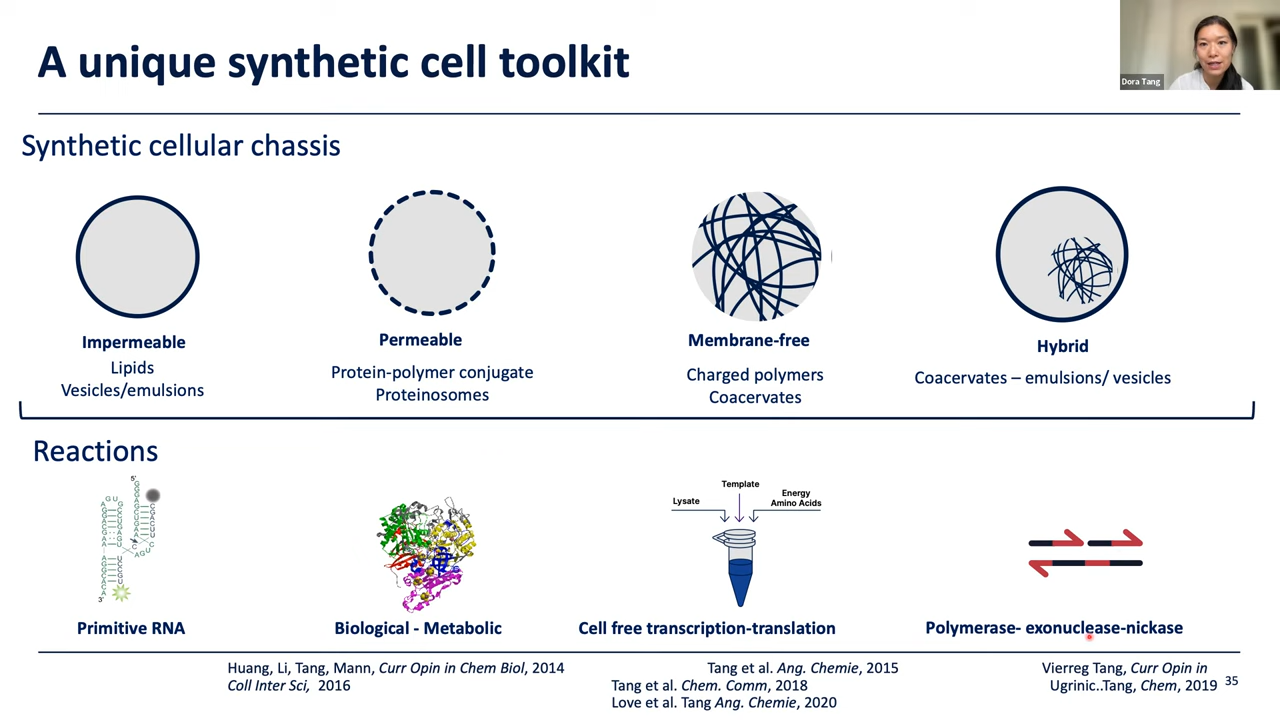 A unique synthetic cell toolkit
Dora Tang
Synthetic cellular chassis
Impermeable
Lipids
Vesicles/emulsions
Permeable
Protein-polymer conjugate
Proteinosomes
Membrane-free
Charged polymers
Coacervates
Hybrid
Coacervates – emulsions/ vesicles
Reactions
5'
3'
Primitive RNA
Biological - Metabolic
Template
Lysate
Energy
Amino Acids
Cell free transcription-translation
Polymerase- exonuclease-nickase
Huang, Li, Tang, Mann, Curr Opin in Chem Biol, 2014
Coll Inter Sci, 2016
Tang et al. Ang. Chemie, 2015
Tang et al. Chem. Comm, 2018
Love et al. Tang Ang. Chemie, 2020
Vierreg Tang, Curr Opin in
Ugrinic..Tang, Chem, 2019
35